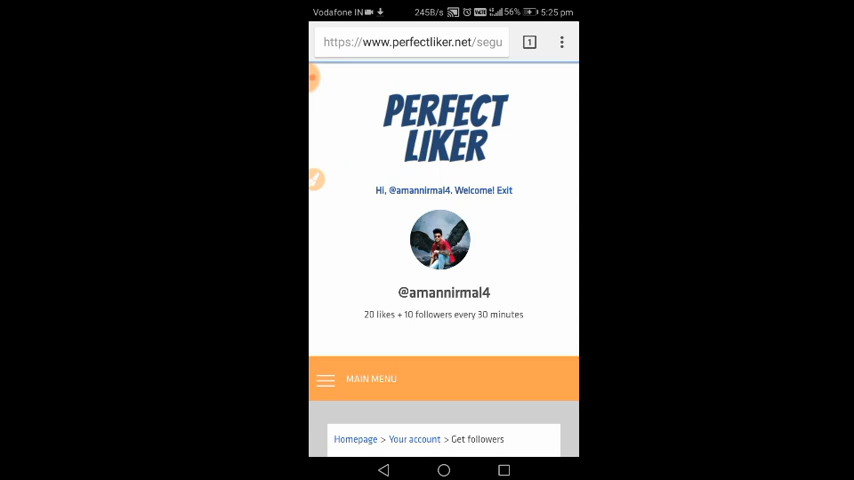 Vodafone IN 245B/s 56% 5:25 pm
https://www.perfectliker.net/segu 1
PERFECT
LIKER
Hi, @amannirmal4. Welcome! Exit
@amannirmal4
20 likes + 10 followers every 30 minutes
MAIN MENU
Homepage > Your account > Get followers